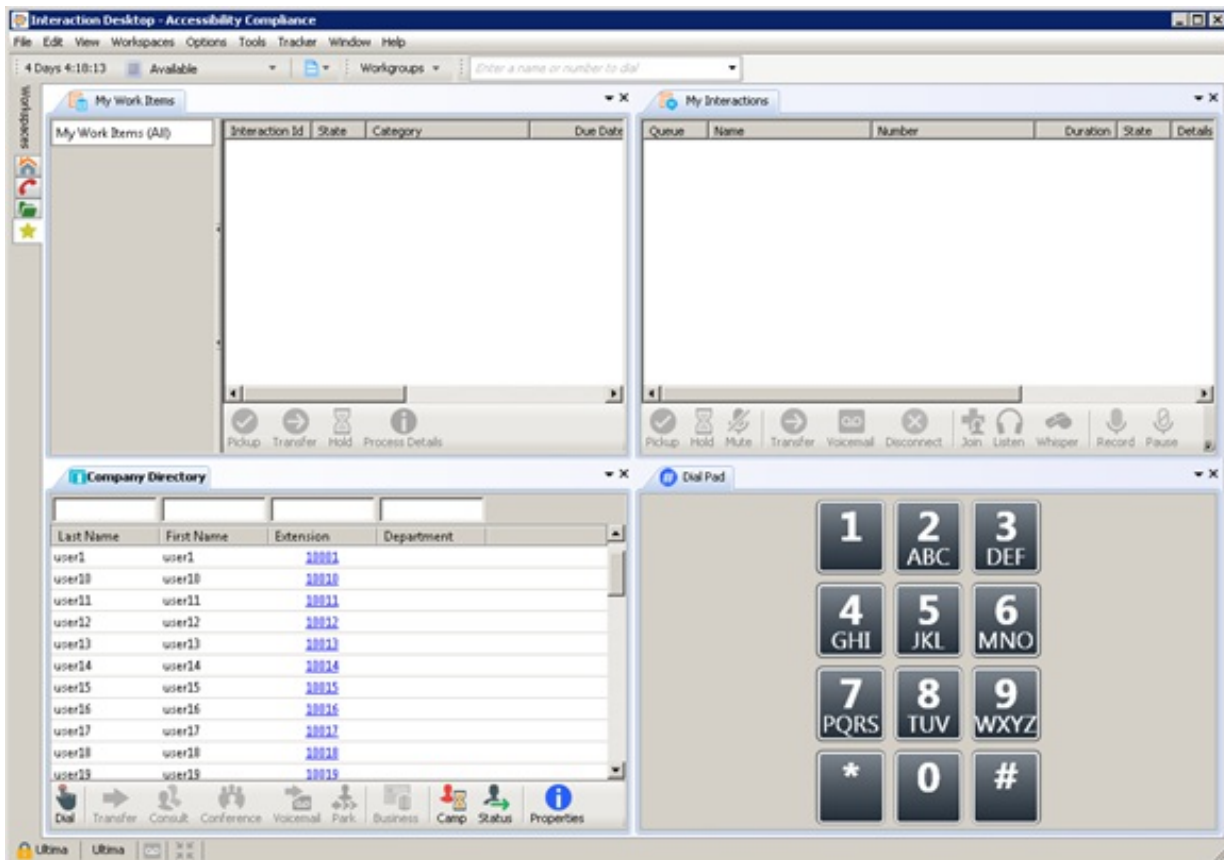 Interaction Desktop - Accessibility Compliance
File Edit View Workspaces Options Tools Tracker Window Help
4 Days 4:18:13 Available Workgroups Enter a name or number to dial
Workspaces
My Work Items
My Work Items (All)
Interaction Id State Category Due Date
Pickup Transfer Hold Process Details
My Interactions
Queue Name Number Duration State Details
Pickup Hold Mute Transfer Voicemail Disconnect Join Listen Whisper Record Pause
Company Directory
Last Name First Name Extension Department
user1 user1 10001
user10 user10 10010
user11 user11 10011
user12 user12 10012
user13 user13 10013
user14 user14 10014
user15 user15 10015
user16 user16 10016
user17 user17 10017
user18 user18 10018
user19 user19 10019
Dial Transfer Consult Conference Voicemail Park Business Camp Status Properties
Dial Pad
1 2 3
ABC DEF
4 5 6
GHI JKL MNO
7 8 9
PQRS TUV WXYZ
* 0 #
Ultima Ultima